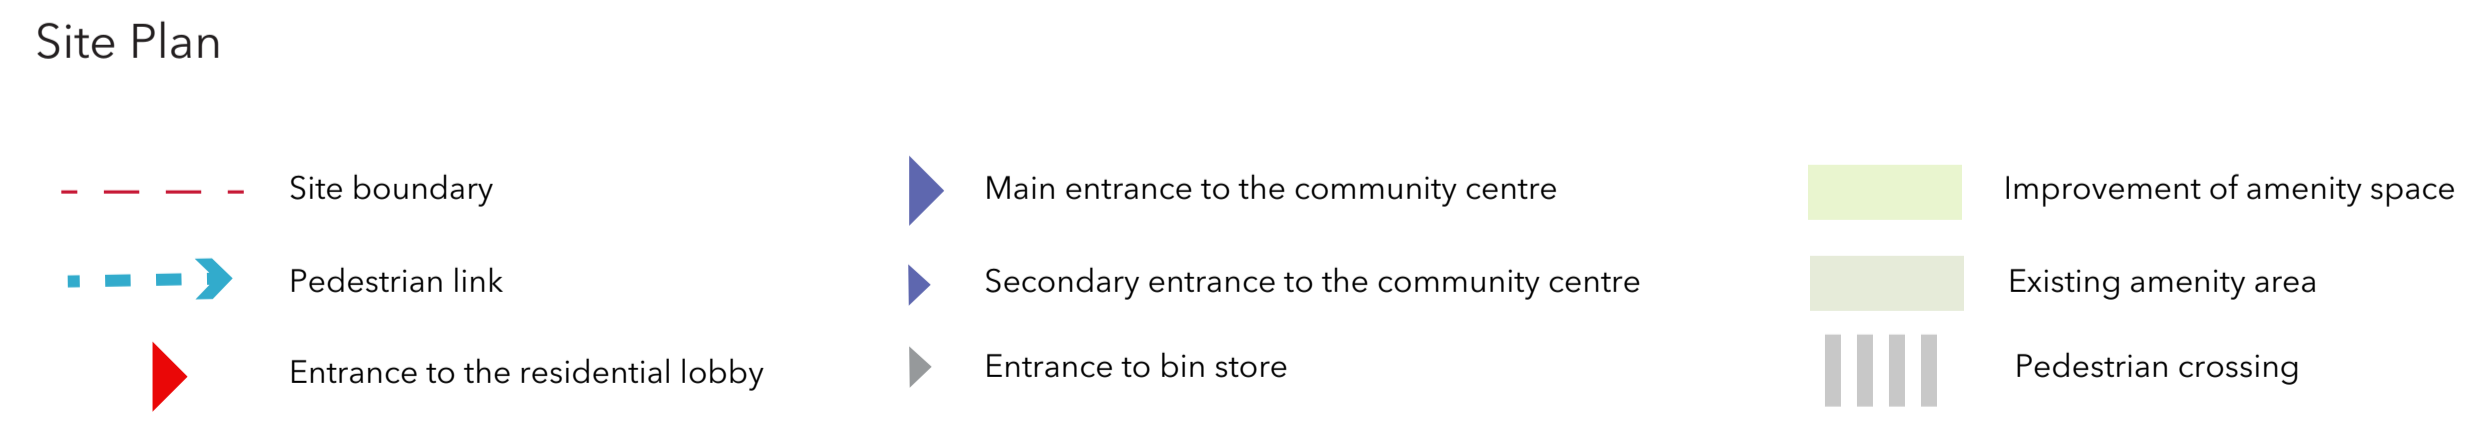 Site Plan
Site boundary
Pedestrian link
Entrance to the residential lobby
Main entrance to the community centre
Secondary entrance to the community centre
Entrance to bin store
Improvement of amenity space
Existing amenity area
Pedestrian crossing